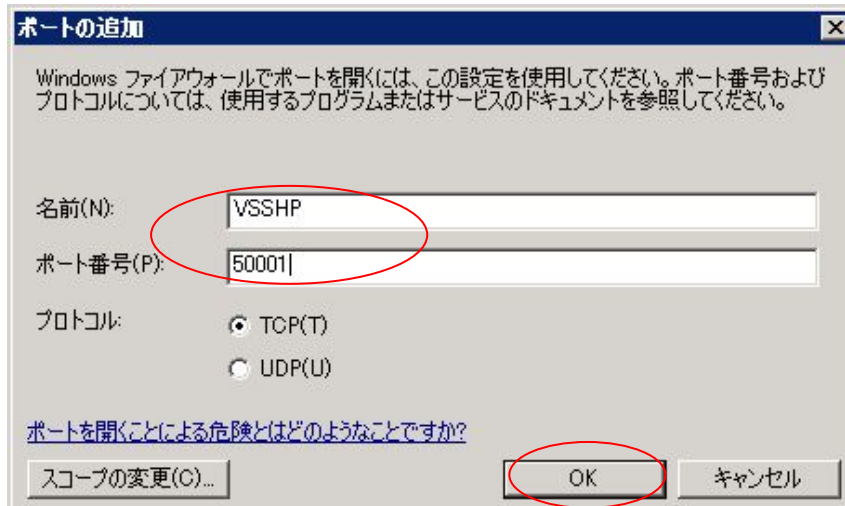 ポートの追加
Windows ファイアウォールでポートを開くには、この設定を使用してください。ポート番号および
プロトコルについては、使用するプログラムまたはサービスのドキュメントを参照してください。
名前(N):
VSSHP
ポート番号(P):
50001
プロトコル:
TCP(T)
UDP(U)
ポートを開くことによる危険とはどのようなことですか?
スコープの変更(C)...
OK
キャンセル